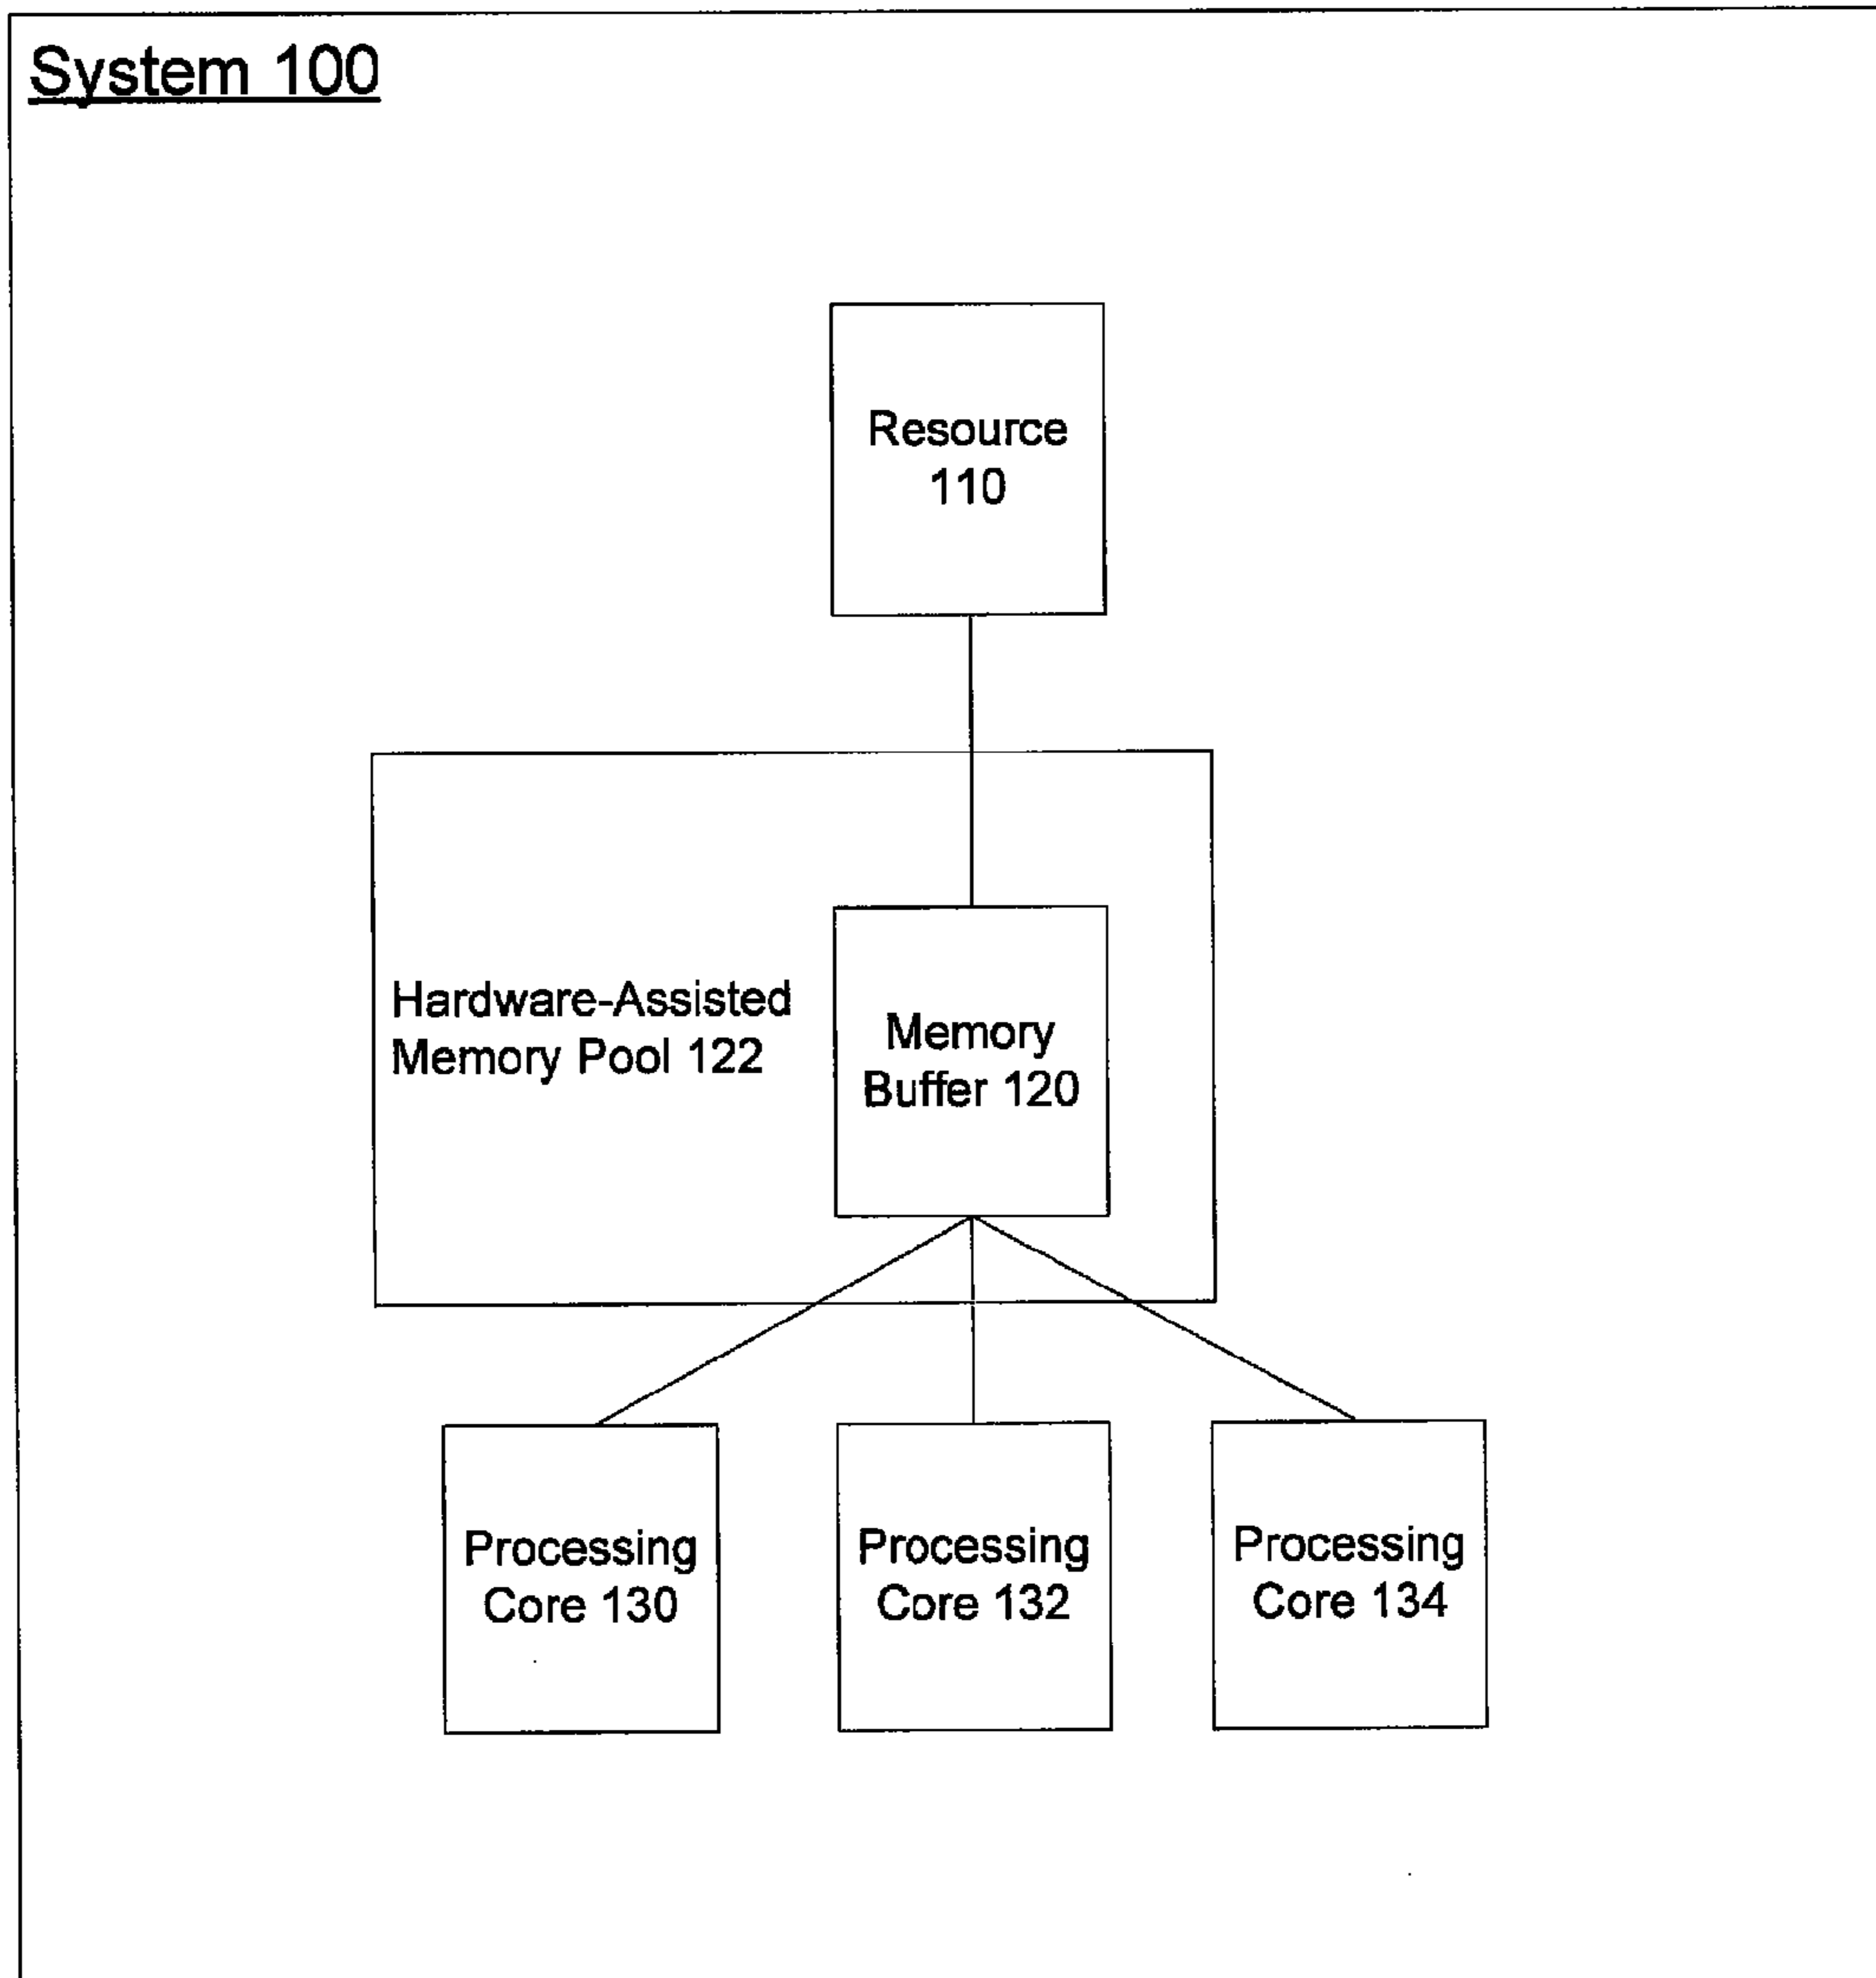 System 100
Resource
110
Hardware-Assisted
Memory Pool 122
Memory
Buffer 120
Processing
Core 130
Processing
Core 132
Processing
Core 134